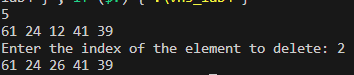 5
61 24 12 41 39
Enter the index of the element to delete: 2
61 24 26 41 39